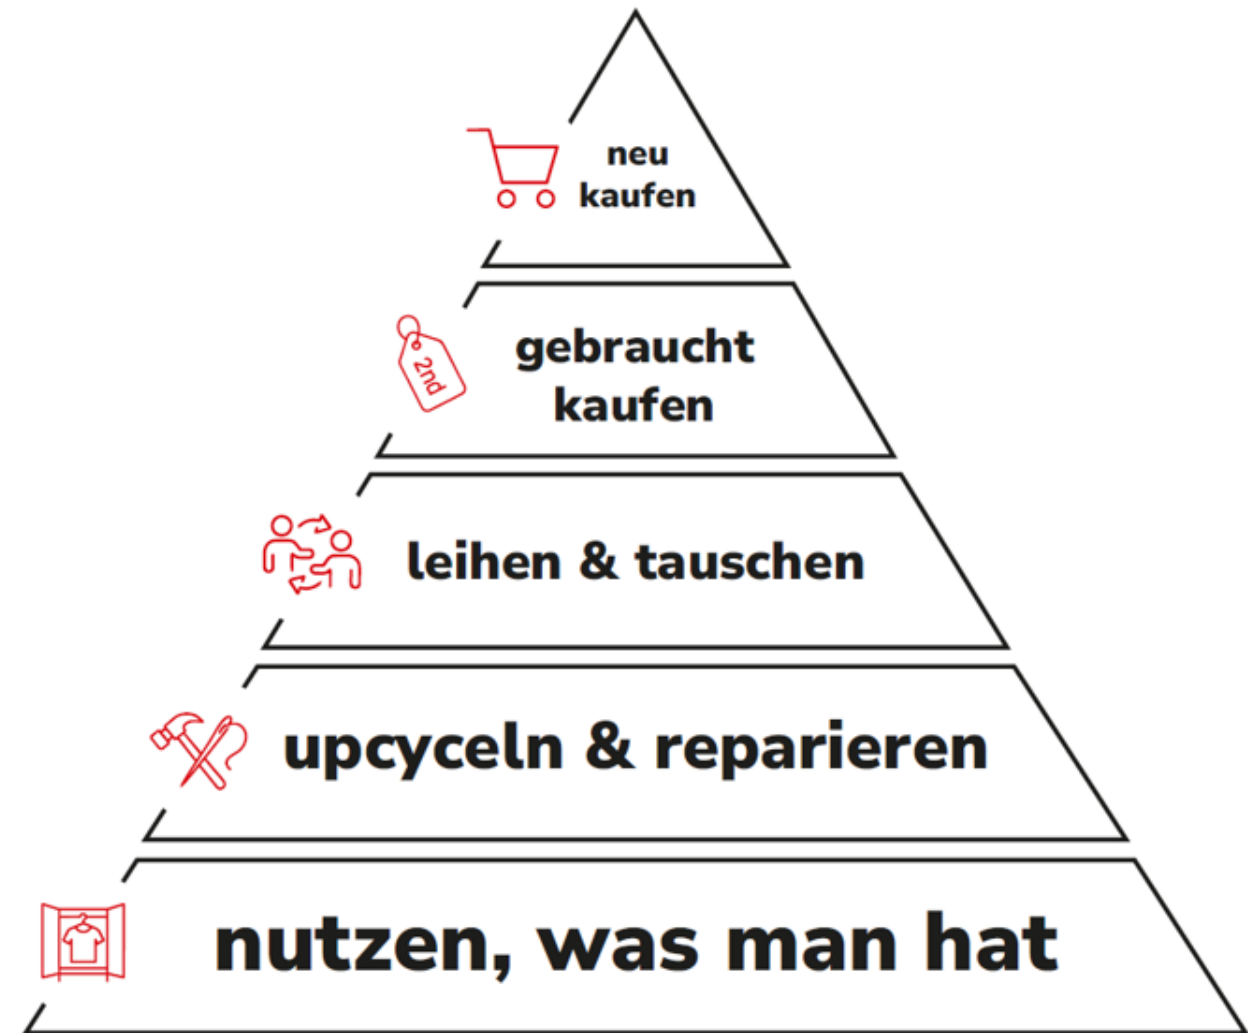 neu
kaufen
2nd
gebraucht
kaufen
leihen & tauschen
upcyceln & reparieren
nutzen, was man hat